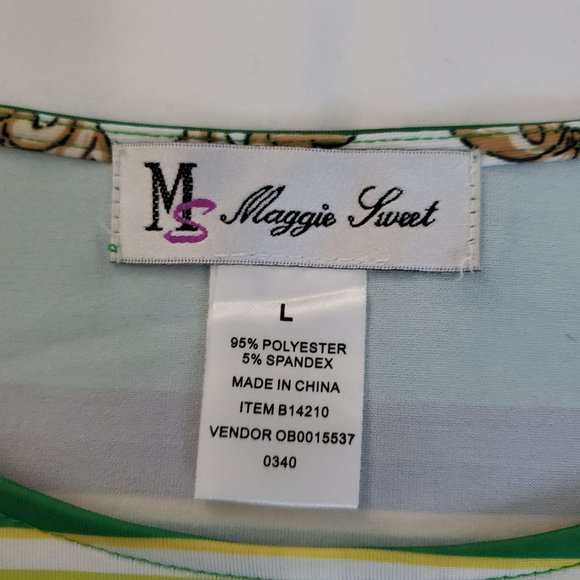 MS Maggie Sweet
L
95% POLYESTER
5% SPANDEX
MADE IN CHINA
ITEM B14210
VENDOR OB0015537
0340